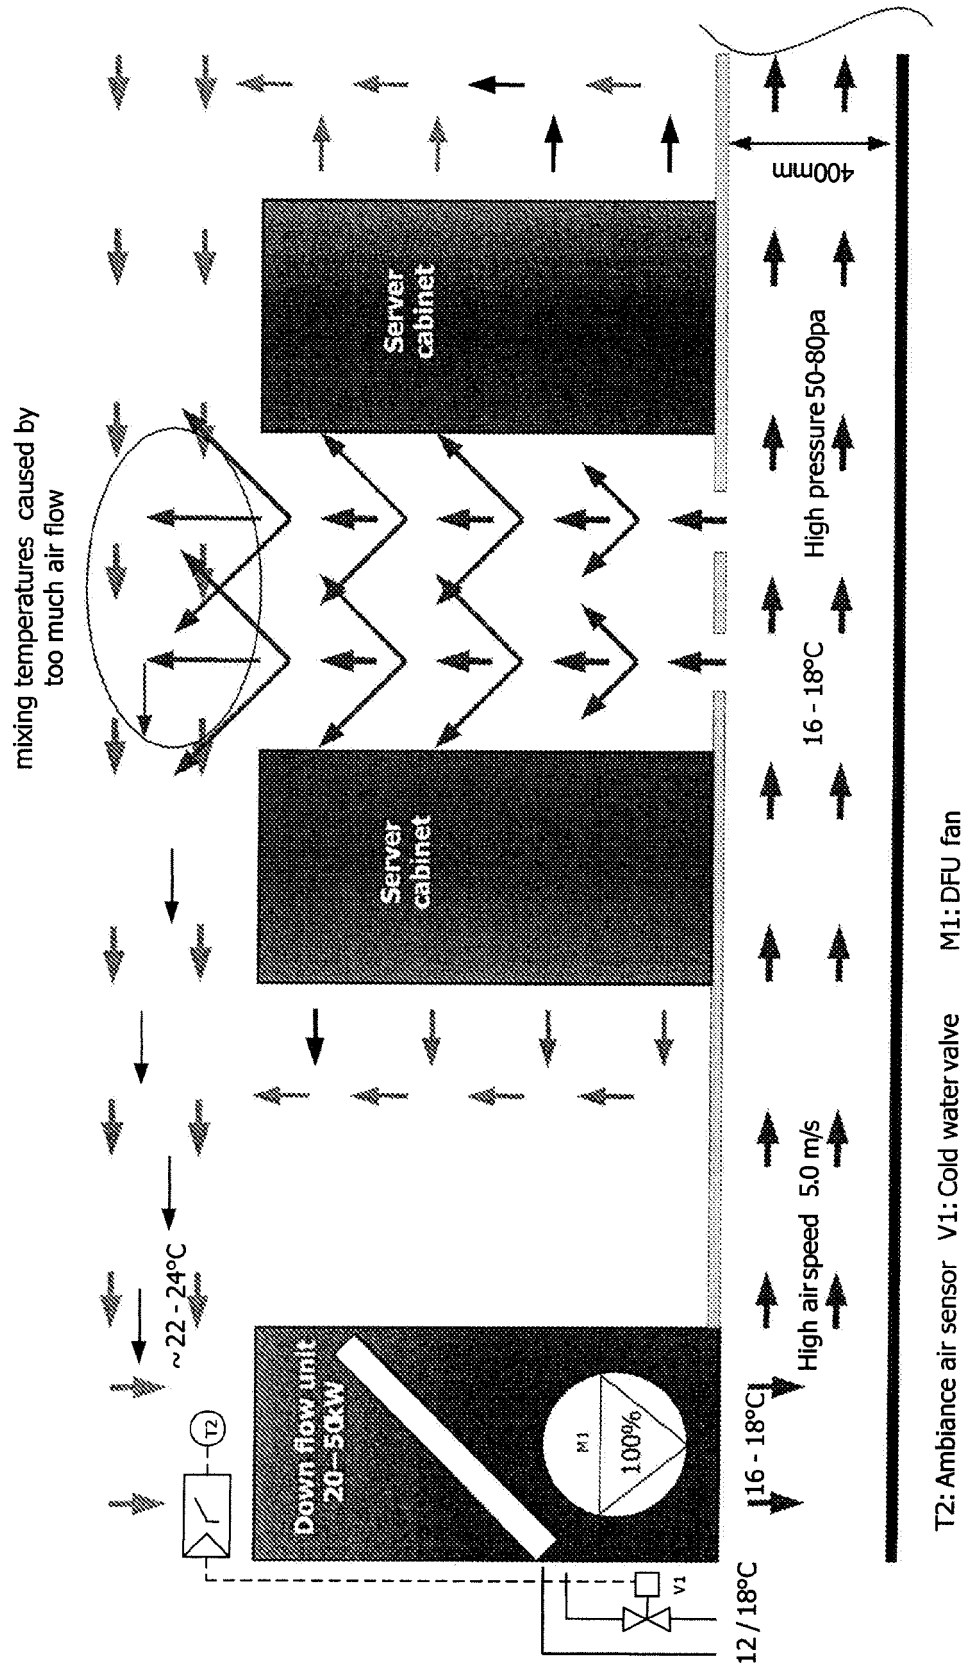 mixing temperatures caused by
too much air flow
~22 - 24°C
T2
Down flow unit
20-50kW
M1
100%
Server
cabinet
Server
cabinet
V1
12 / 18°C
16 - 18°C
High air speed 5.0 m/s
16 - 18°C
High pressure 50-80pa
400mm
T2: Ambiance air sensor V1: Cold water valve M1: DFU fan